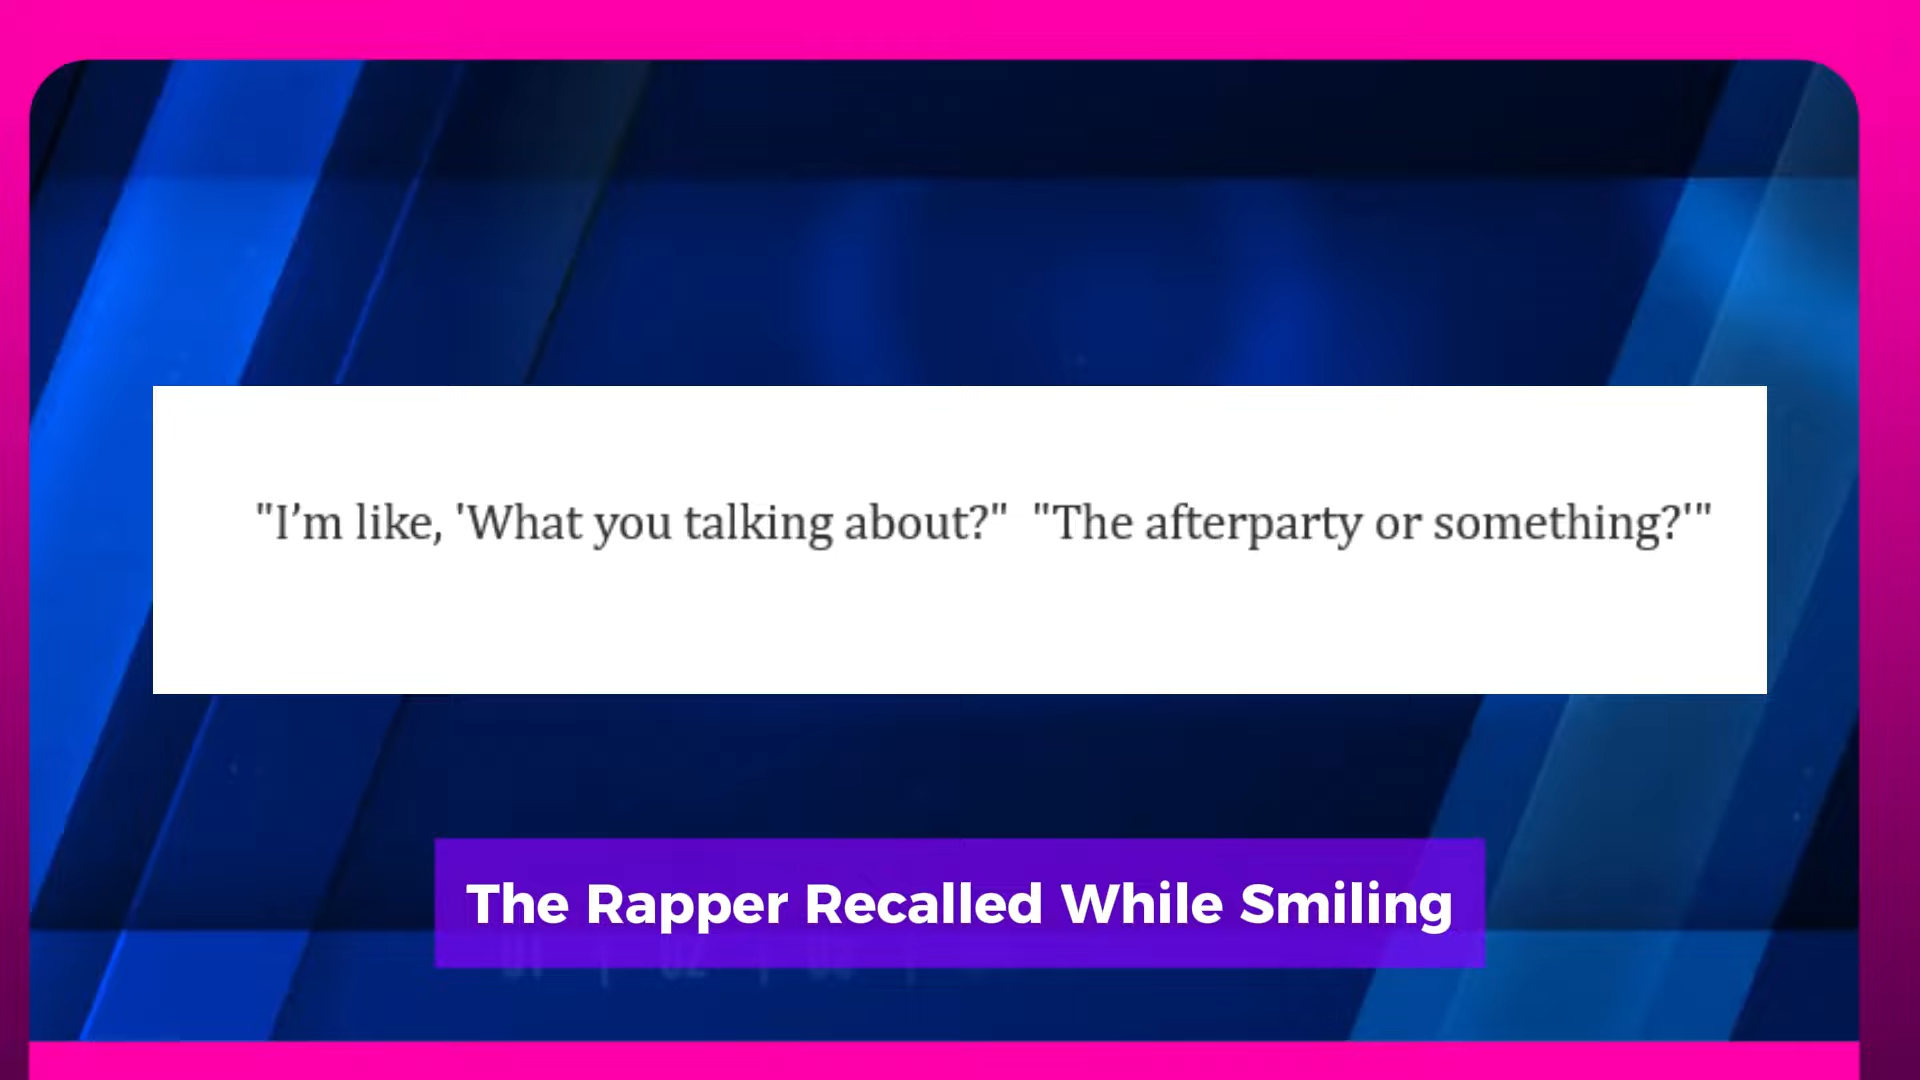 "I’m like, 'What you talking about?"  "The afterparty or something?'"
The Rapper Recalled While Smiling